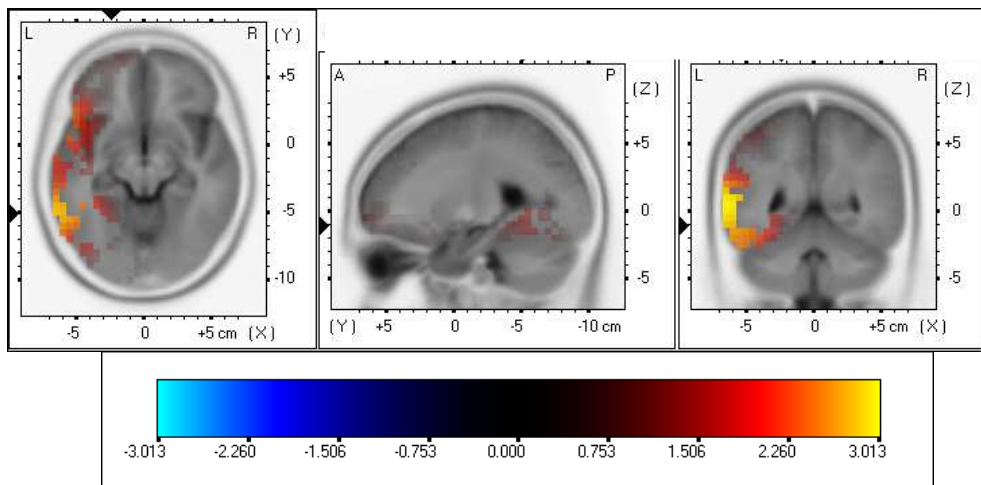 L R (Y)
+5
0
-5
-10
-5 0 +5 cm (X)
A P (Z)
+5
0
-5
(Y) +5 0 -5 -10 cm
L R (Z)
+5
0
-5
-5 0 +5 cm (X)
-3.013 -2.260 -1.506 -0.753 0.000 0.753 1.506 2.260 3.013